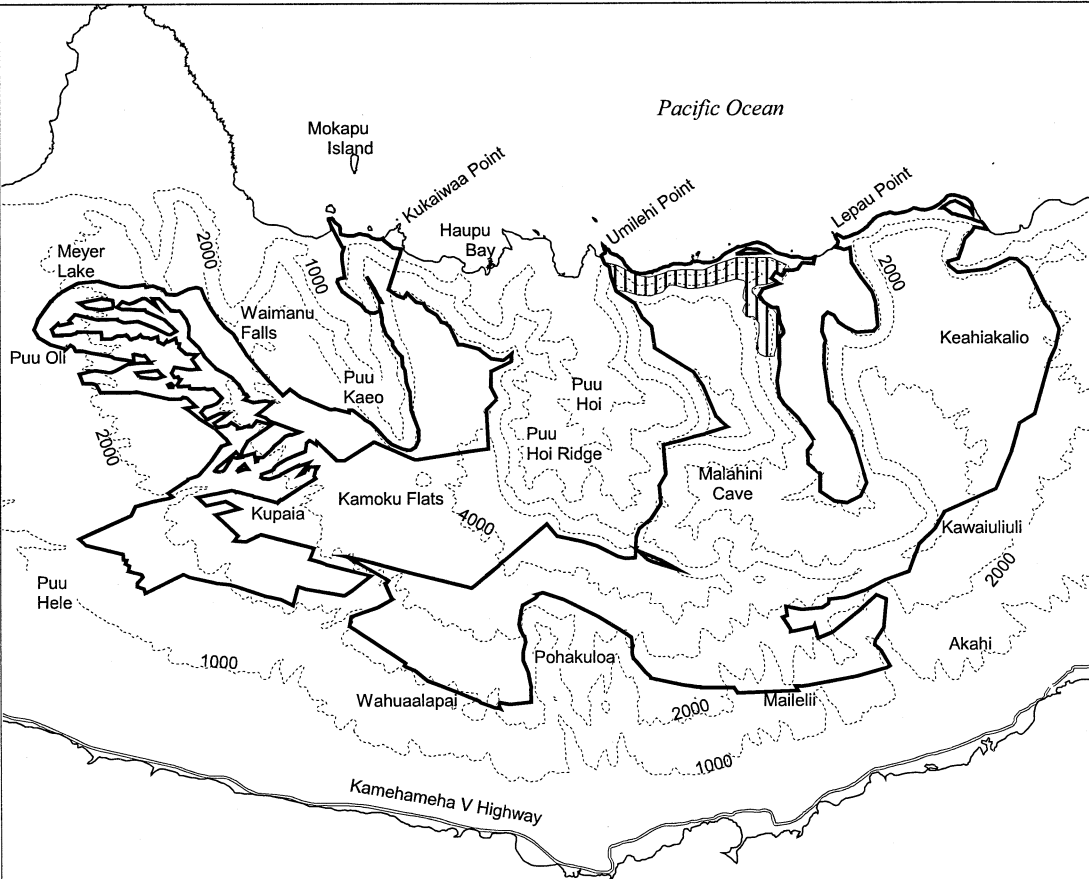 Pacific Ocean
Mokapu
Island
Kukaiwaa Point
Umilehi Point
Lepau Point
Haupu
Bay
Meyer
Lake
2000
1000
2000
Waimanu
Falls
Puu Oli
Keahiakalio
Puu
Kaeo
Puu
Hoi
2000
Puu
Hoi Ridge
Malahini
Cave
Kamoku Flats
Kupaia
4000
Kawaiuliuli
2000
Puu
Hele
1000
Akahi
Pohakuloa
Wahuaalapai
2000
Mailelii
1000
Kamehameha V Highway